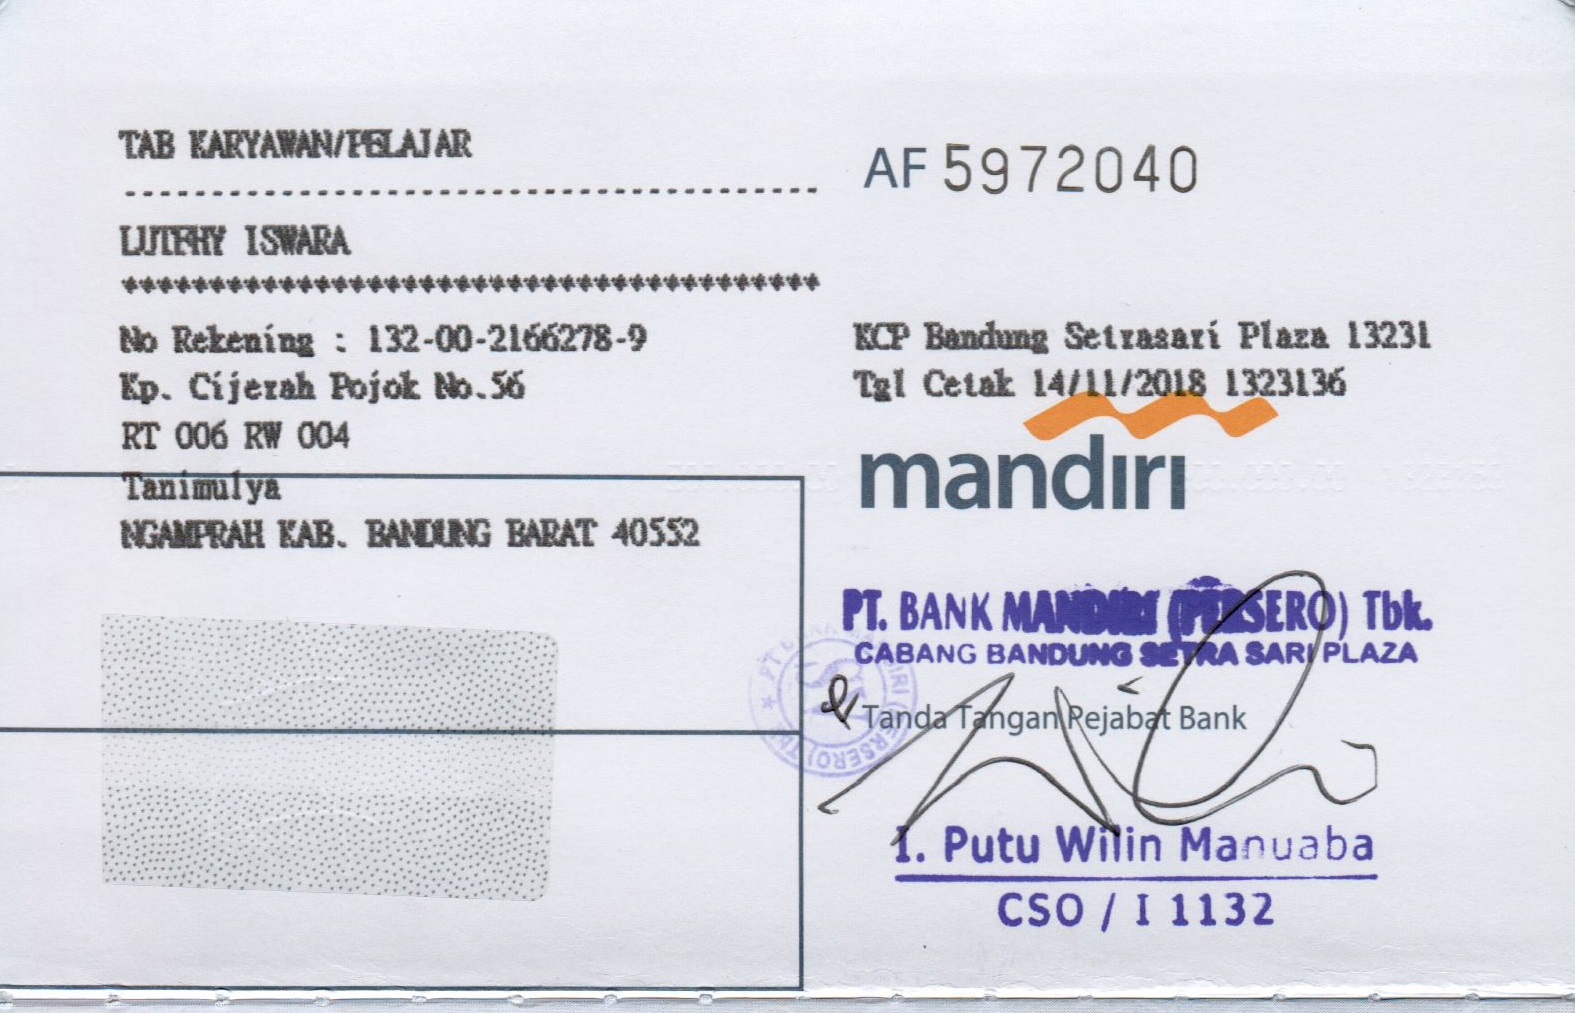 TAB KARYAWAN/PELAJAR
---------------------------------------
LUTFHY ISWARA
***************************************
No Rekening : 132-00-2166278-9
Kp. Cijerah Pojok No.56
RT 006 RW 004
Tanimulya
NGAMPRAH KAB. BANDUNG BARAT 40552
AF 5972040
KCP Bandung Setrasari Plaza 13231
Tgl Cetak 14/11/2018 1323136
mandiri
PT. BANK MANDIRI (PERSERO) Tbk.
CABANG BANDUNG SETRA SARI PLAZA
Tanda Tangan Pejabat Bank
I. Putu Wilin Manuaba
CSO / I 1132